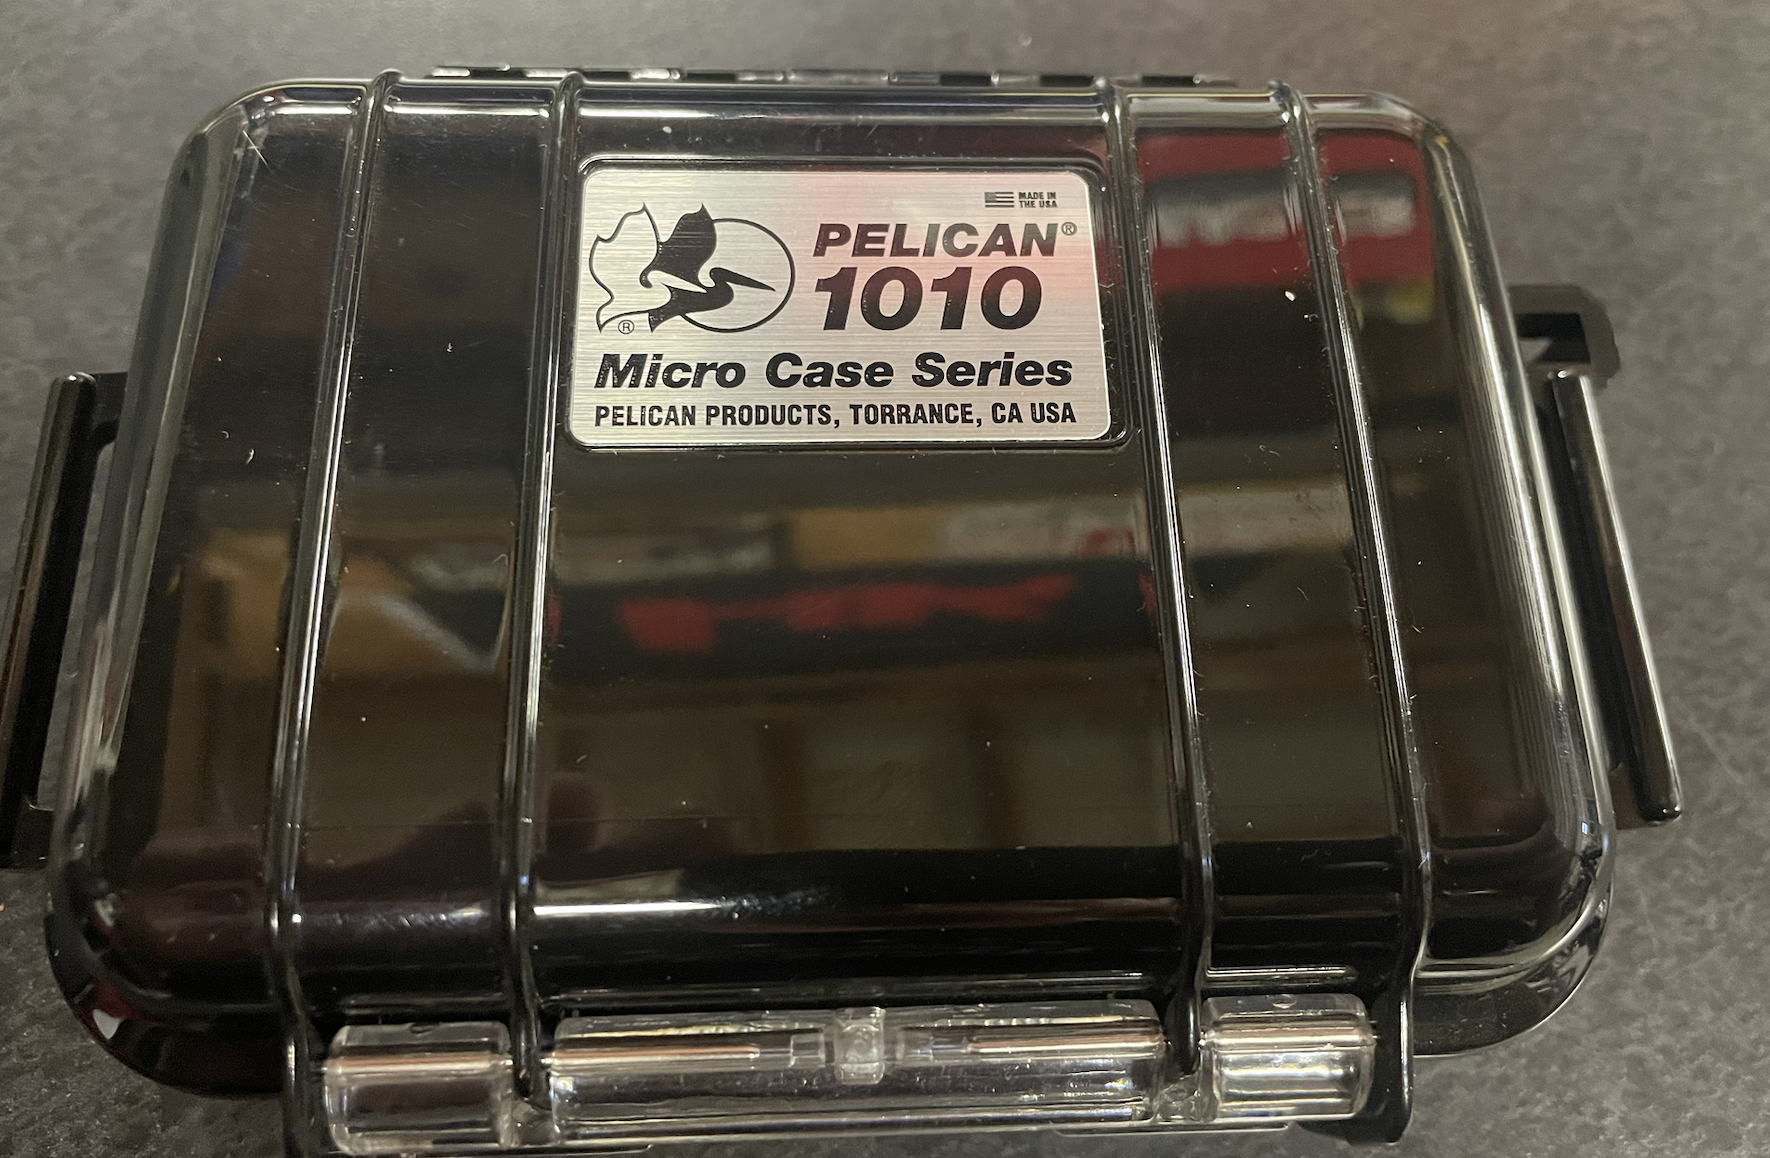 MADE IN
THE USA
PELICAN®
1010
®
Micro Case Series
PELICAN PRODUCTS, TORRANCE, CA USA